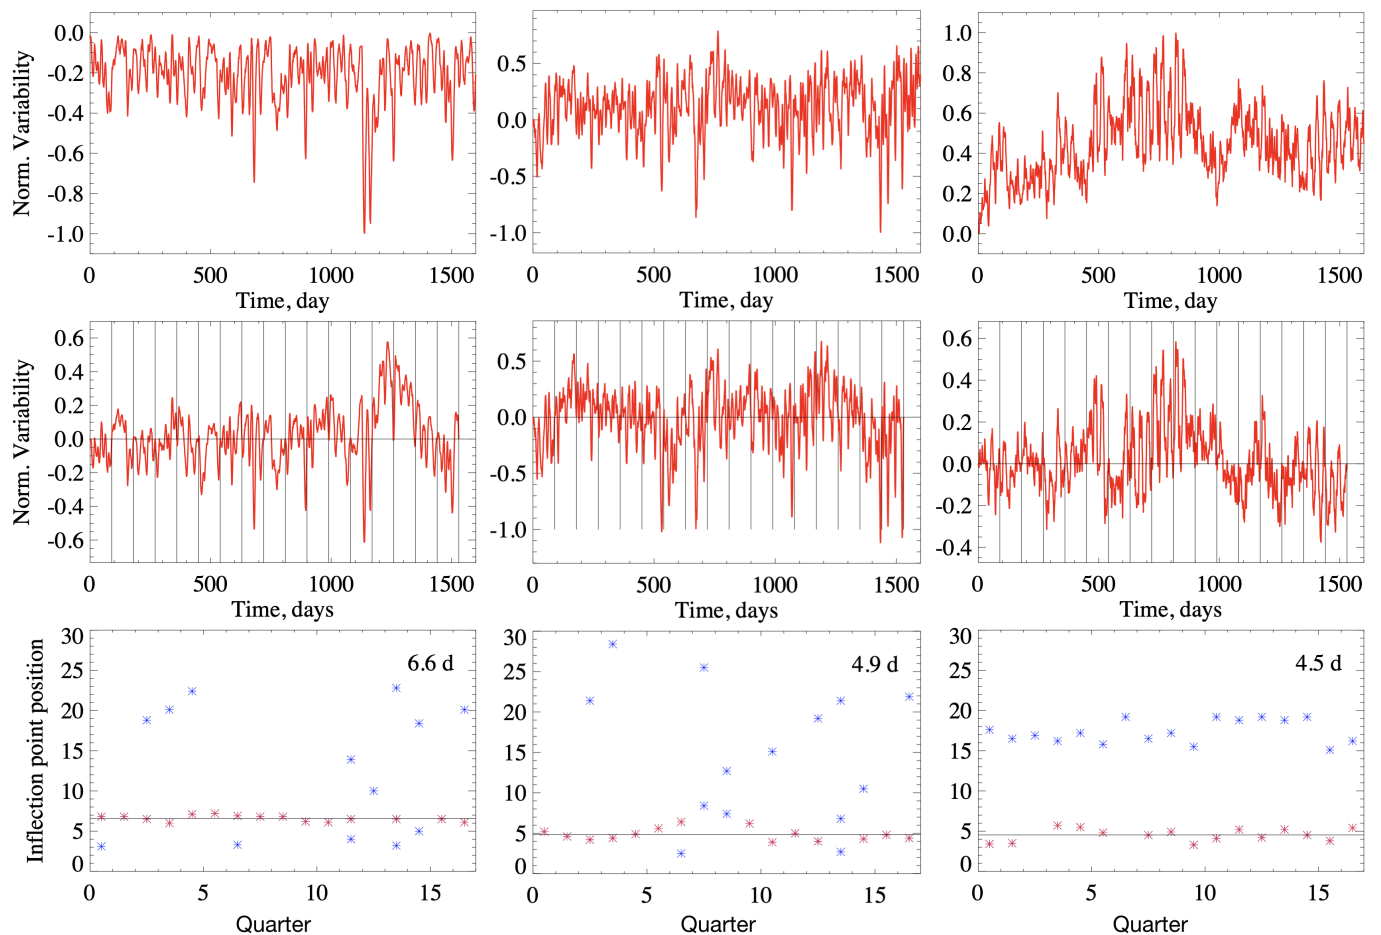 Norm. Variability
0.0
-0.2
-0.4
-0.6
-0.8
-1.0
0 500 1000 1500
Time, day
0.5
0.0
-0.5
-1.0
0 500 1000 1500
Time, day
1.0
0.8
0.6
0.4
0.2
0.0
0 500 1000 1500
Time, day
Norm. Variability
0.6
0.4
0.2
0.0
-0.2
-0.4
-0.6
0 500 1000 1500
Time, days
0.5
0.0
-0.5
-1.0
0 500 1000 1500
Time, days
0.6
0.4
0.2
0.0
-0.2
-0.4
0 500 1000 1500
Time, days
Inflection point position
30
25
20
15
10
5
0
6.6 d
0 5 10 15
Quarter
30
25
20
15
10
5
0
4.9 d
0 5 10 15
Quarter
30
25
20
15
10
5
0
4.5 d
0 5 10 15
Quarter